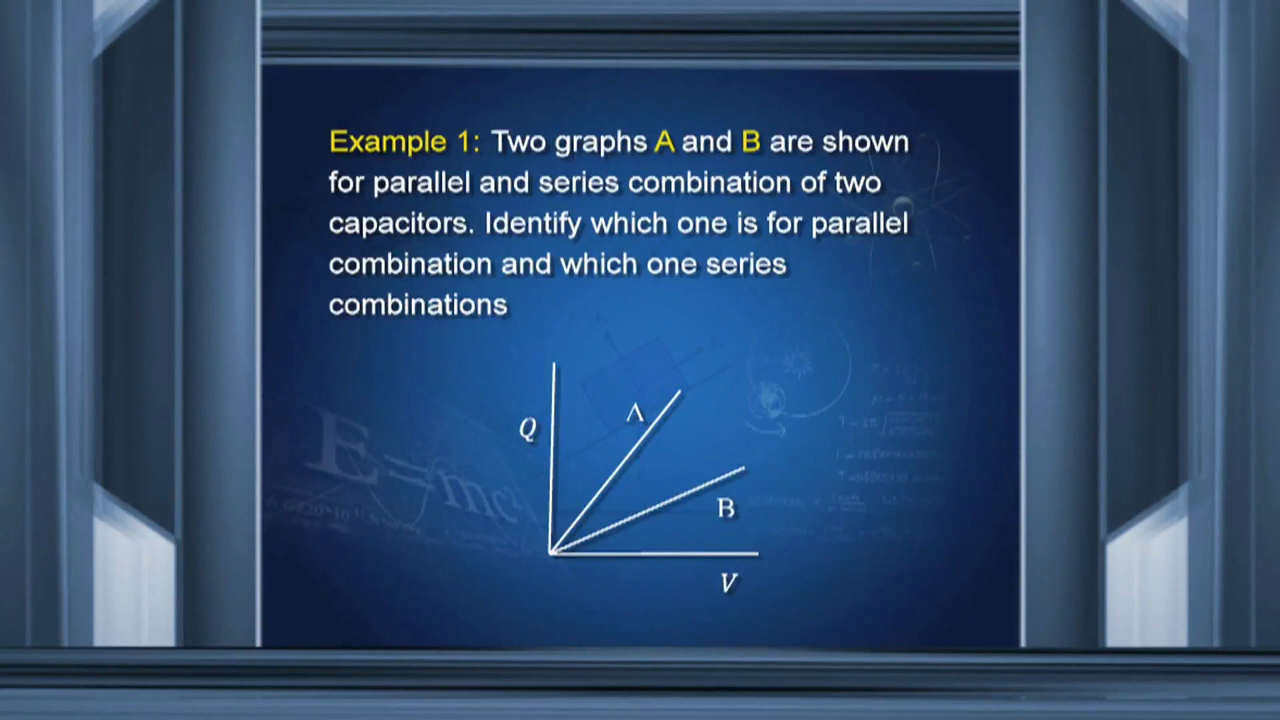 Example 1: Two graphs A and B are shown
for parallel and series combination of two
capacitors. Identify which one is for parallel
combination and which one series
combinations
A
Q
B
V
E=mc²